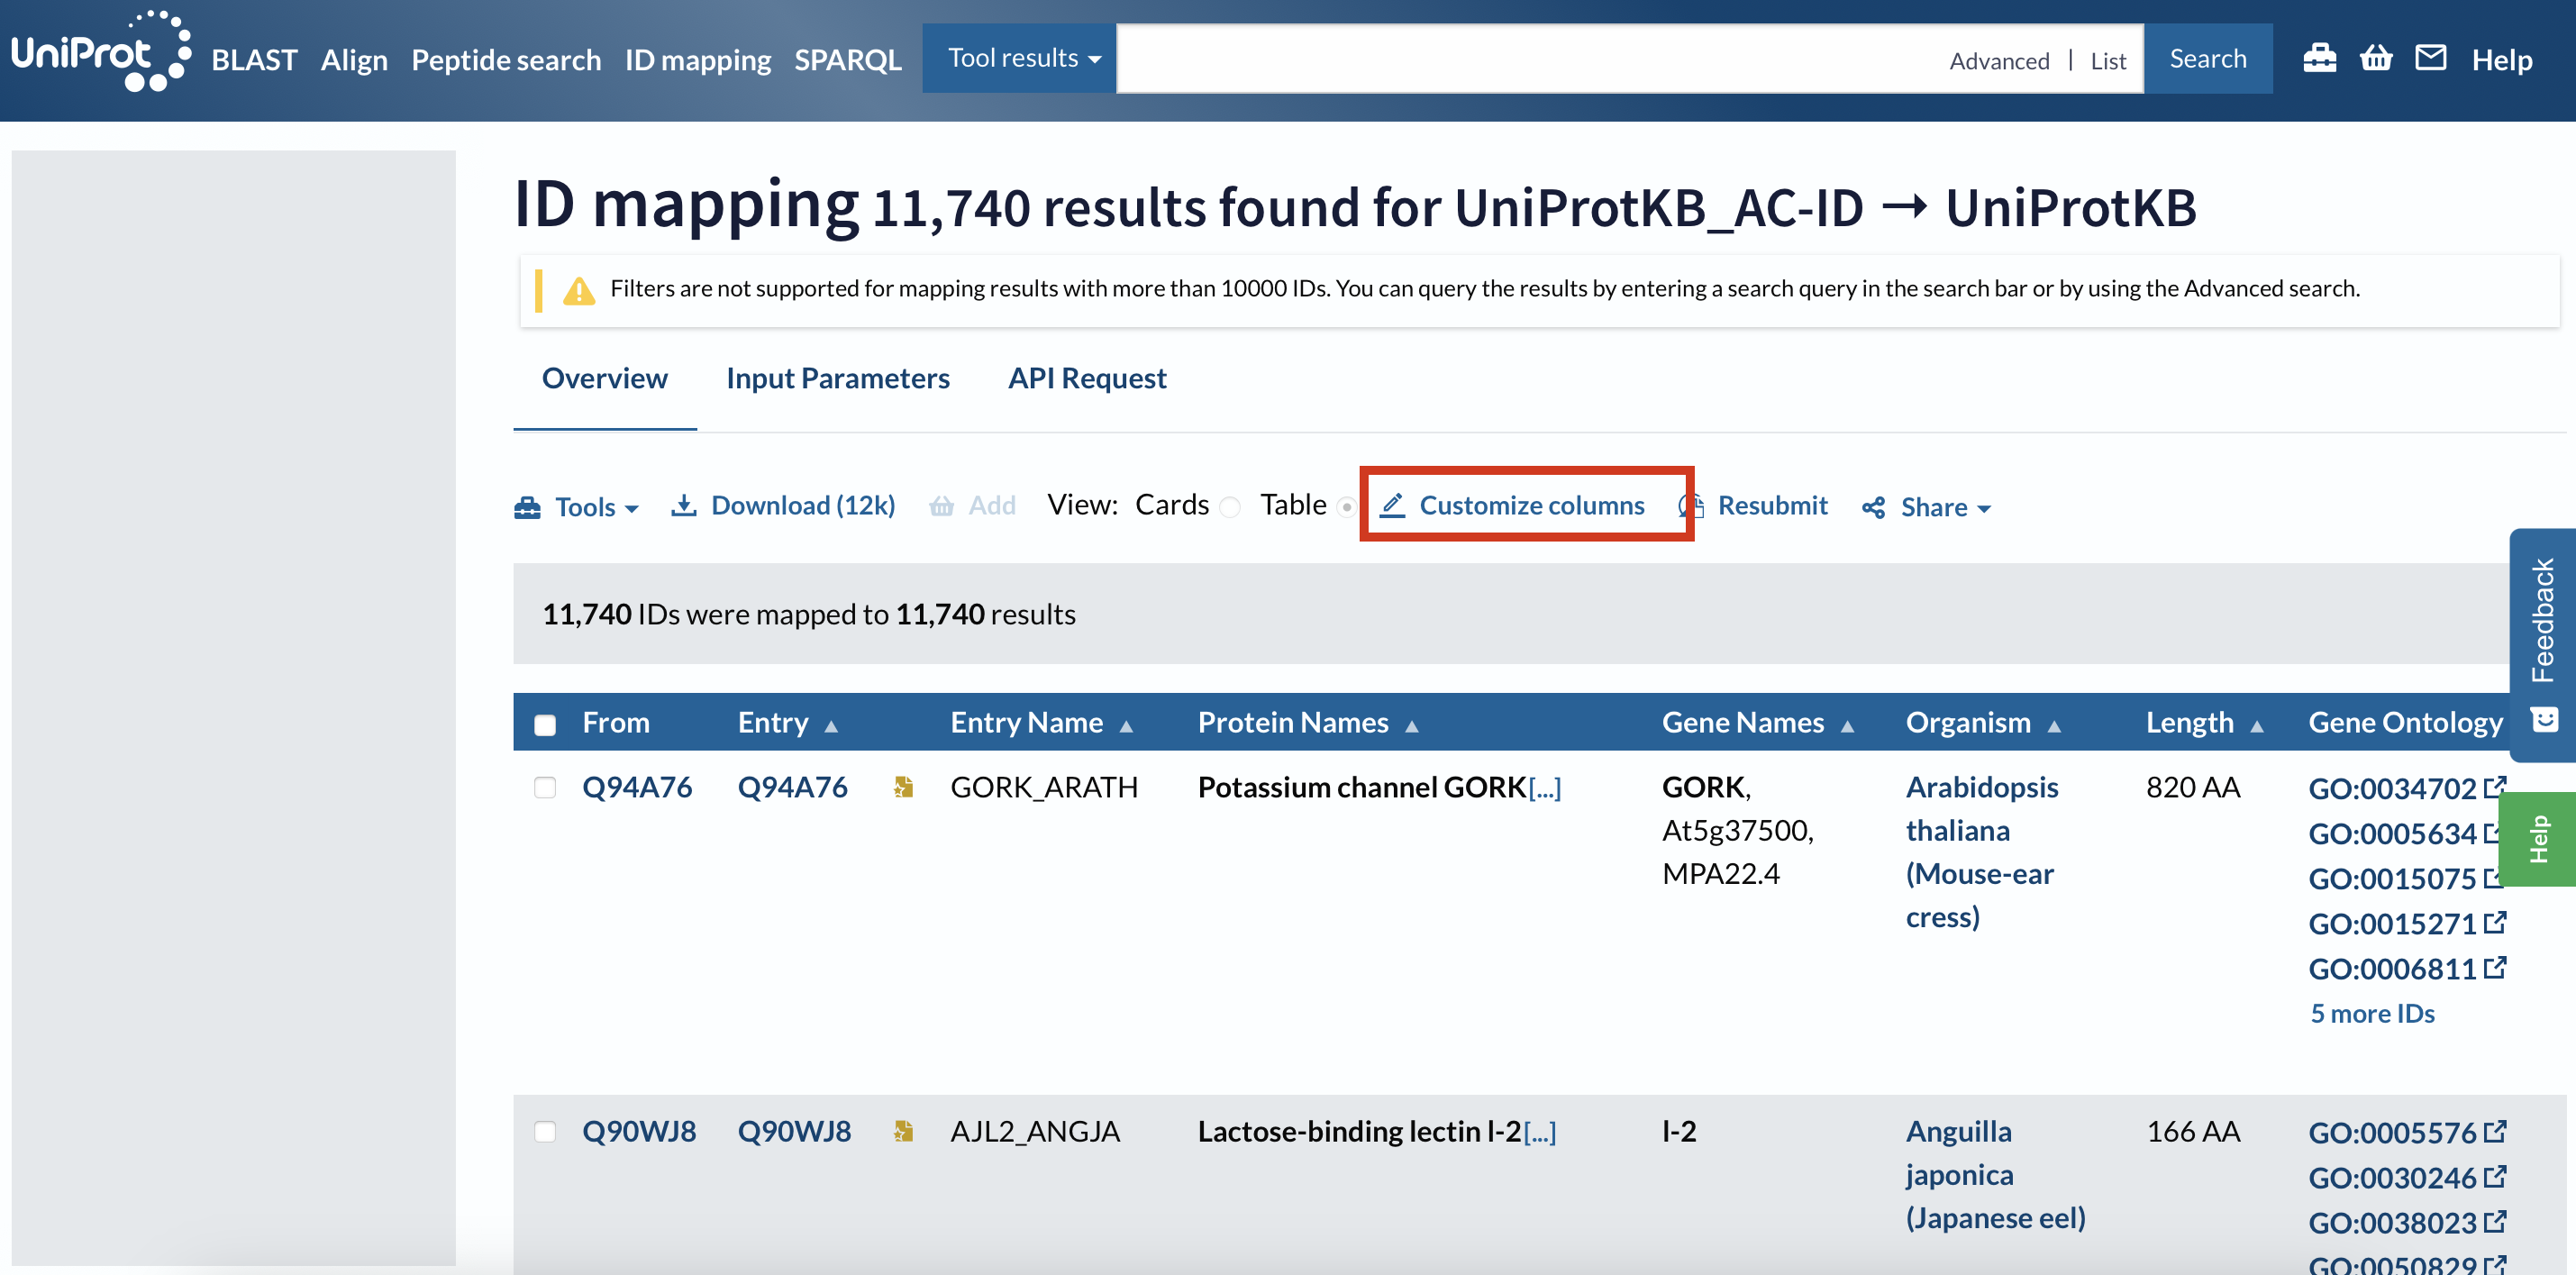 UniProt BLAST Align Peptide search ID mapping SPARQL Tool results Advanced | List Search Help
ID mapping 11,740 results found for UniProtKB_AC-ID → UniProtKB
Filters are not supported for mapping results with more than 10000 IDs. You can query the results by entering a search query in the search bar or by using the Advanced search.
Overview Input Parameters API Request
Tools Download (12k) Add View: Cards Table Customize columns Resubmit Share
11,740 IDs were mapped to 11,740 results
Feedback
From Entry Entry Name Protein Names Gene Names Organism Length Gene Ontology
Q94A76 Q94A76 GORK_ARATH Potassium channel GORK[...] GORK, Arabidopsis 820 AA GO:0034702
At5g37500, thaliana GO:0005634
Help
MPA22.4 (Mouse-ear GO:0015075
cress) GO:0015271
GO:0006811
5 more IDs
Q90WJ8 Q90WJ8 AJL2_ANGJA Lactose-binding lectin l-2[...] l-2 Anguilla 166 AA GO:0005576
japonica GO:0030246
(Japanese eel) GO:0038023
GO:0050829